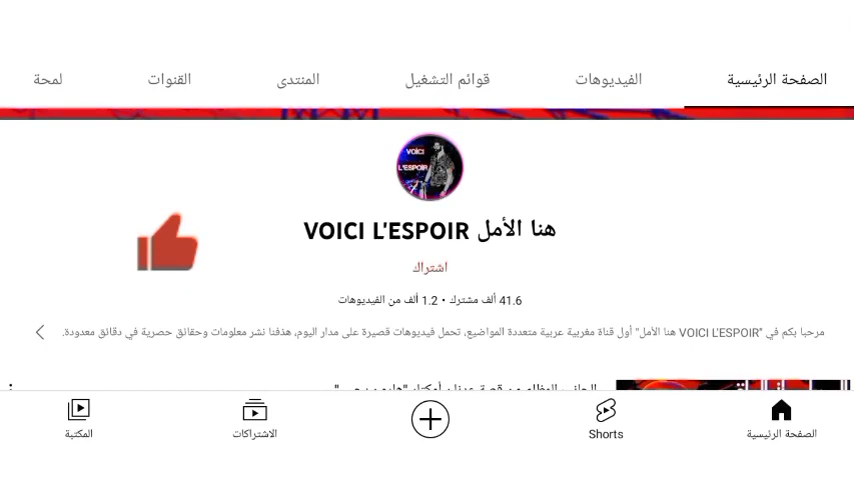 الصفحة الرئيسية
الفيديوهات
قوائم التشغيل
المنتدى
القنوات
لمحة
VOICI
L'ESPOIR
هنا الأمل VOICI L'ESPOIR
اشتراك
41.6 ألف مشترك • 1.2 ألف من الفيديوهات
مرحبا بكم في "VOICI L'ESPOIR هنا الأمل" أول قناة مغربية عربية متعددة المواضيع، تحمل فيديوهات قصيرة على مدار اليوم، هذفنا نشر معلومات وحقائق حصرية في دقائق معدودة.
الصفحة الرئيسية
Shorts
الاشتراكات
المكتبة